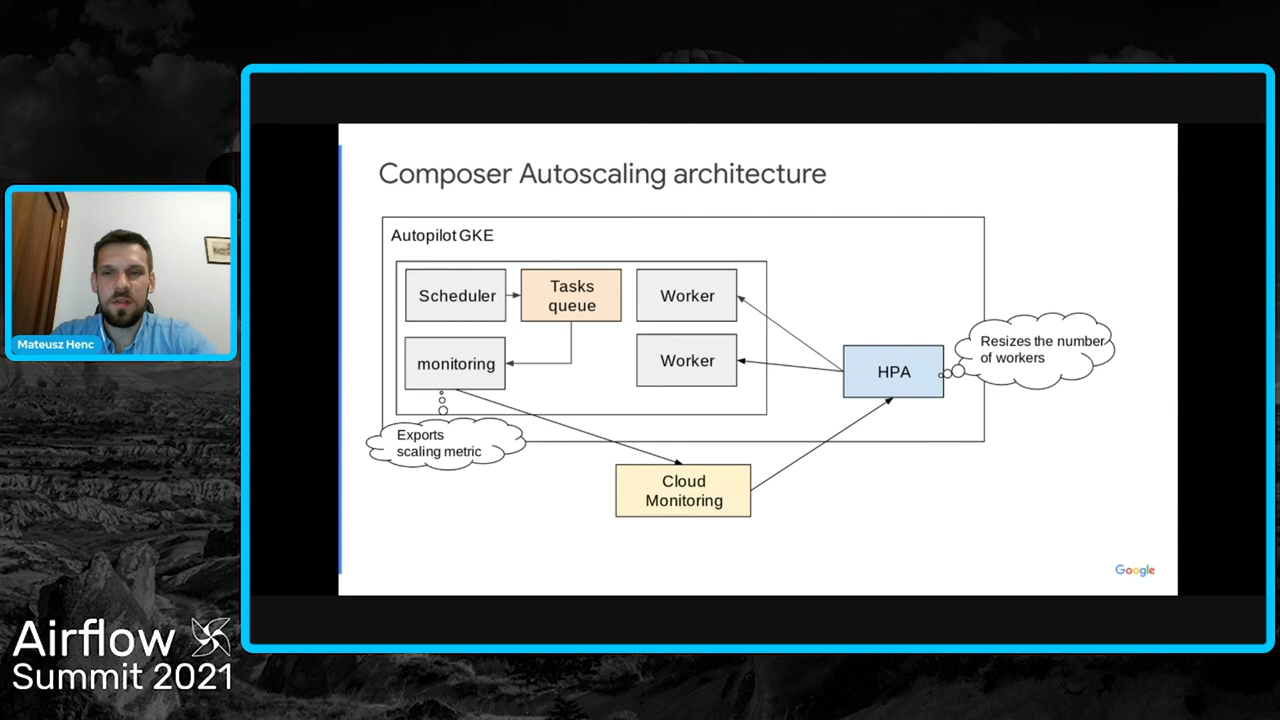 Composer Autoscaling architecture
Autopilot GKE
Scheduler
Tasks
queue
Worker
monitoring
Worker
HPA
Resizes the number
of workers
Exports
scaling metric
Cloud
Monitoring
Google
Mateusz Henc
Airflow
Summit 2021